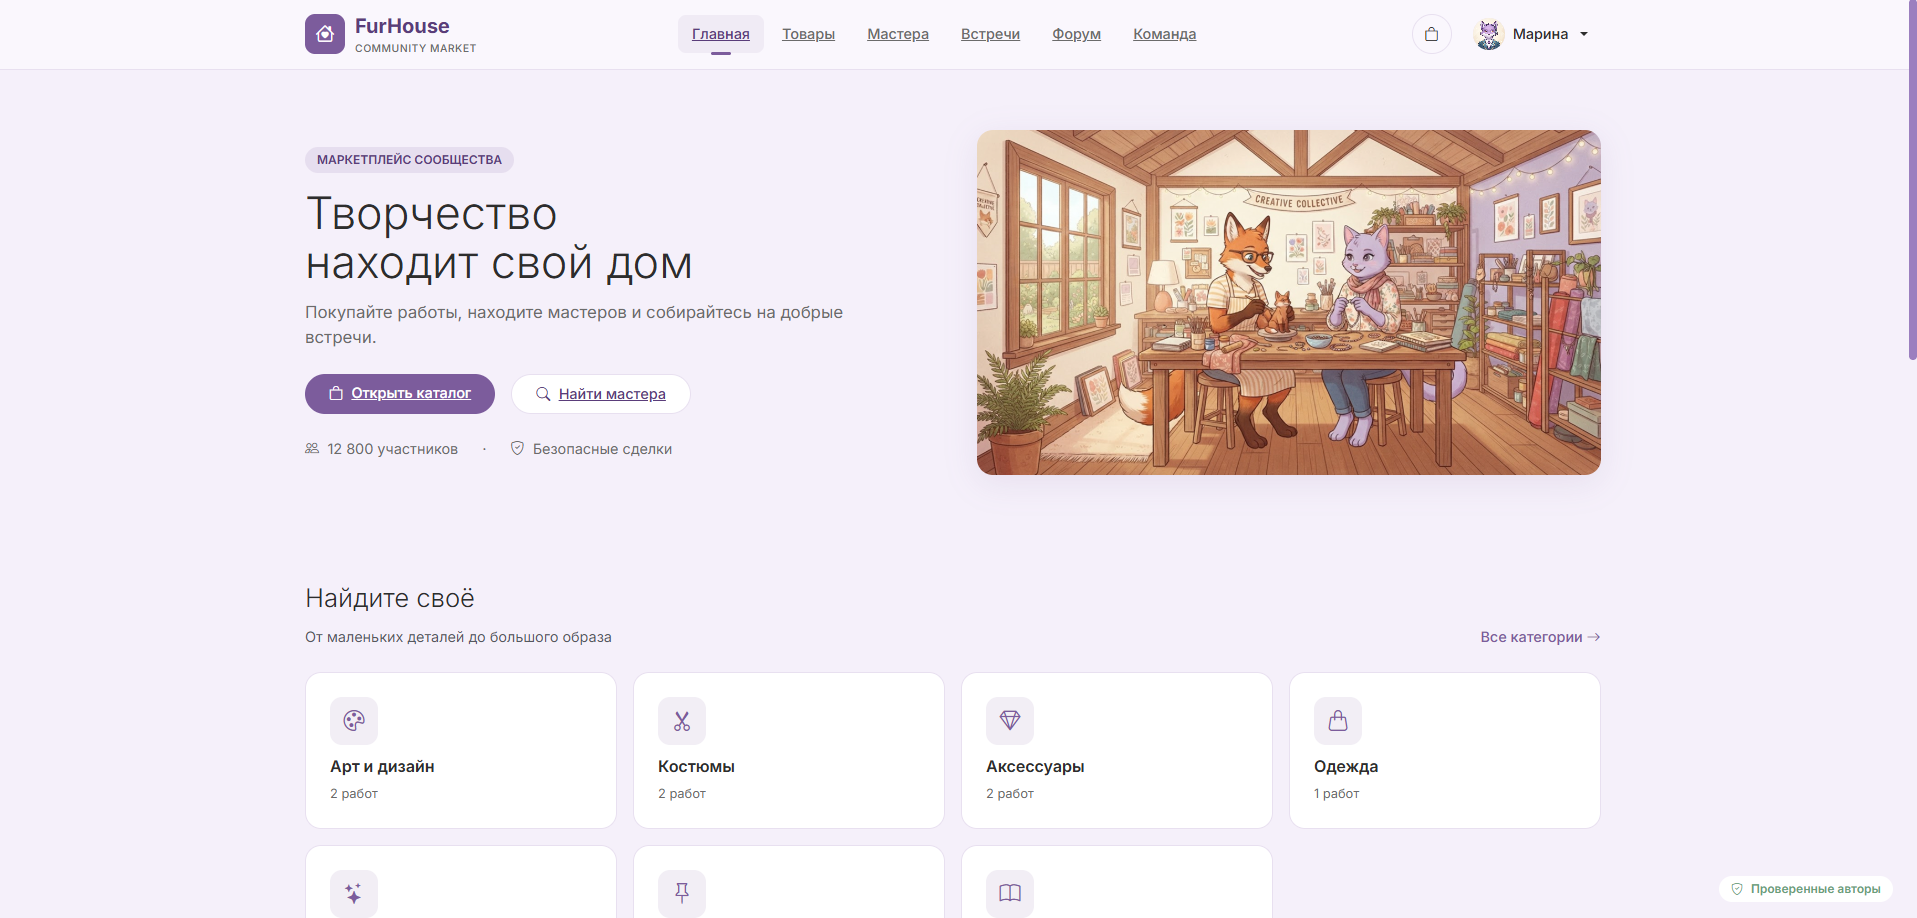 FurHouse
COMMUNITY MARKET
Главная
Товары
Мастера
Встречи
Форум
Команда
Марина
МАРКЕТПЛЕЙС СООБЩЕСТВА
Творчество
находит свой дом
Покупайте работы, находите мастеров и собирайтесь на добрые
встречи.
Открыть каталог
Найти мастера
12 800 участников · Безопасные сделки
CREATIVE COLLECTIVE
Найдите своё
От маленьких деталей до большого образа
Все категории
Арт и дизайн
2 работ
Костюмы
2 работ
Аксессуары
2 работ
Одежда
1 работ
Проверенные авторы